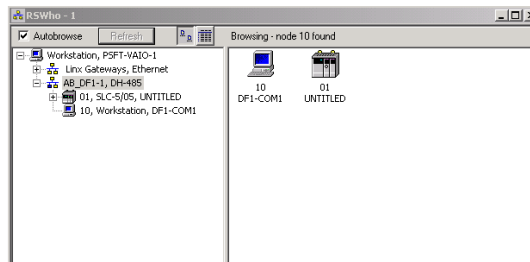 RSWho - 1
Autobrowse Refresh Browsing - node 10 found
Workstation, PSFT-VAIO-1
Linx Gateways, Ethernet
AB_DF1-1, DH-485
01, SLC-5/05, UNTITLED
10, Workstation, DF1-COM1
10 01
DF1-COM1 UNTITLED